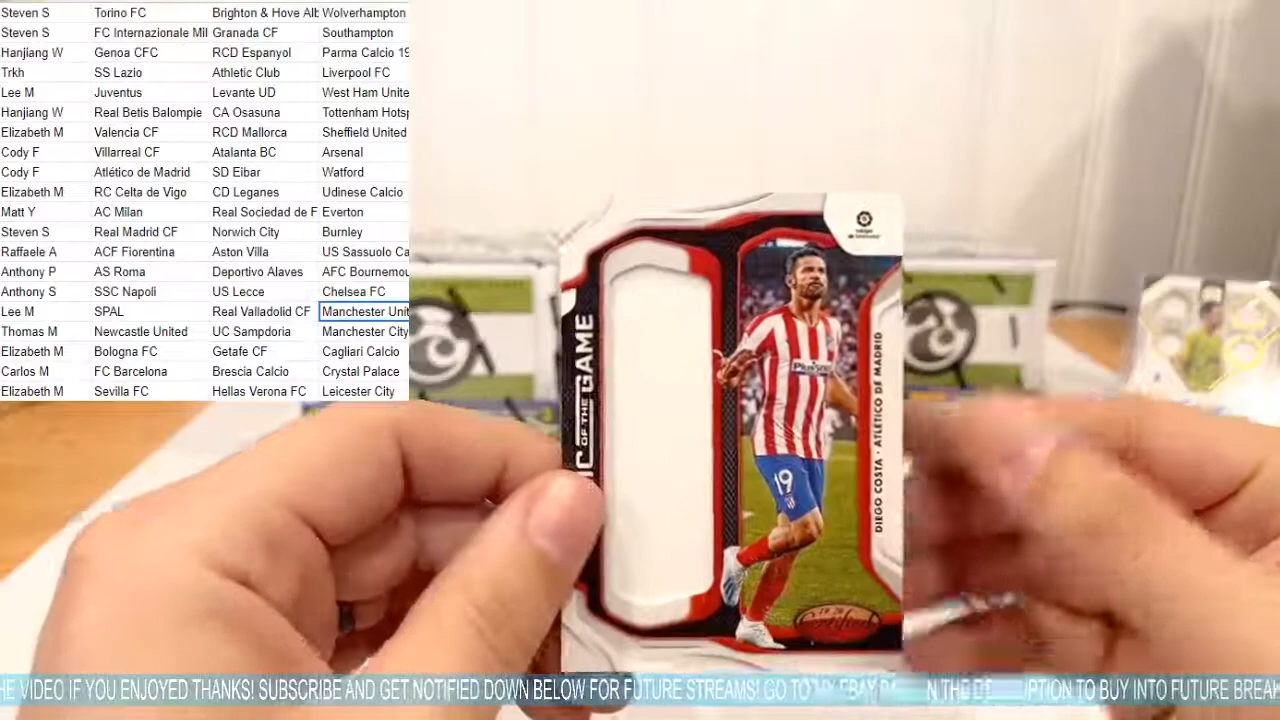 Steven S Torino FC Brighton & Hove Alb Wolverhampton
Steven S FC Internazionale Mil Granada CF Southampton
Hanjiang W Genoa CFC RCD Espanyol Parma Calcio 19
Trkh SS Lazio Athletic Club Liverpool FC
Lee M Juventus Levante UD West Ham Unite
Hanjiang W Real Betis Balompie CA Osasuna Tottenham Hotsp
Elizabeth M Valencia CF RCD Mallorca Sheffield United
Cody F Villarreal CF Atalanta BC Arsenal
Cody F Atlético de Madrid SD Eibar Watford
Elizabeth M RC Celta de Vigo CD Leganes Udinese Calcio
Matt Y AC Milan Real Sociedad de F Everton
Steven S Real Madrid CF Norwich City Burnley
Raffaele A ACF Fiorentina Aston Villa US Sassuolo Ca
Anthony P AS Roma Deportivo Alaves AFC Bournemou
Anthony S SSC Napoli US Lecce Chelsea FC
Lee M SPAL Real Valladolid CF Manchester Unit
Thomas M Newcastle United UC Sampdoria Manchester City
Elizabeth M Bologna FC Getafe CF Cagliari Calcio
Carlos M FC Barcelona Brescia Calcio Crystal Palace
Elizabeth M Sevilla FC Hellas Verona FC Leicester City
OF THE GAME
19
DIEGO COSTA · ATLÉTICO DE MADRID
Certified
HE VIDEO IF YOU ENJOYED THANKS! SUBSCRIBE AND GET NOTIFIED DOWN BELOW FOR FUTURE STREAMS! GO TO MY EBAY IPTION TO BUY INTO FUTURE BREAK